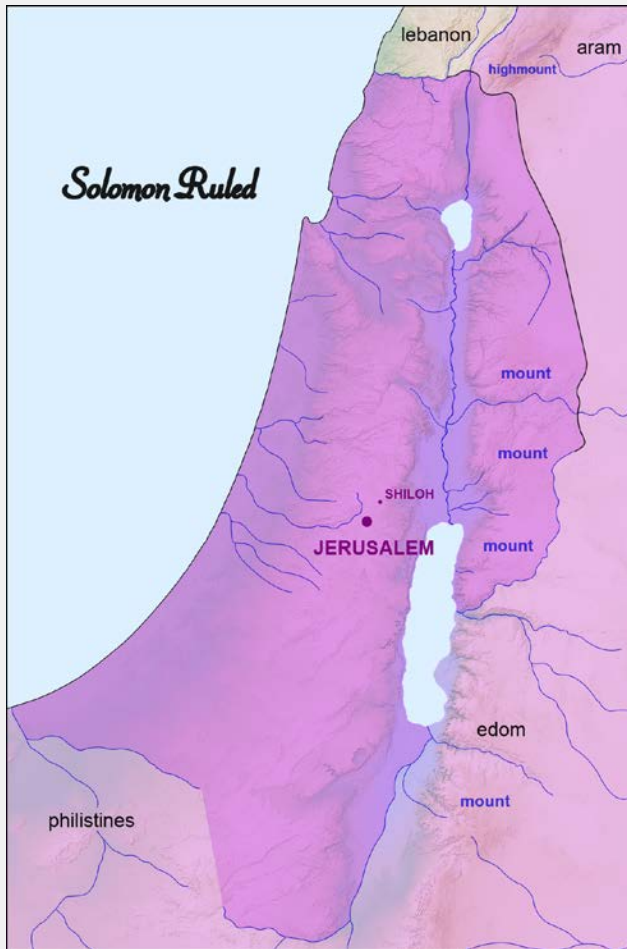 lebanon
aram
highmount
Solomon Ruled
mount
mount
SHILOH
JERUSALEM
mount
edom
mount
philistines